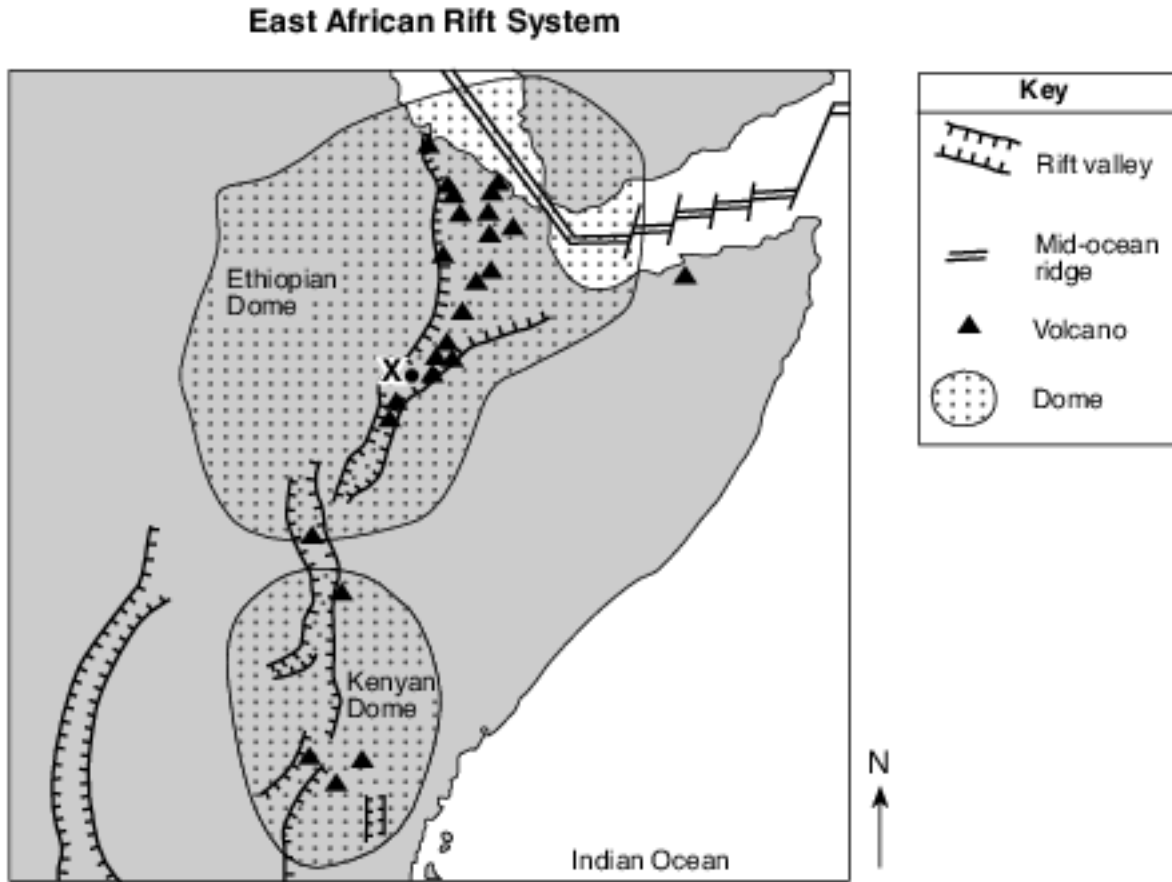 East African Rift System
Key
Rift valley
Mid-ocean
ridge
Volcano
Dome
Ethiopian
Dome
X
Kenyan
Dome
N
Indian Ocean